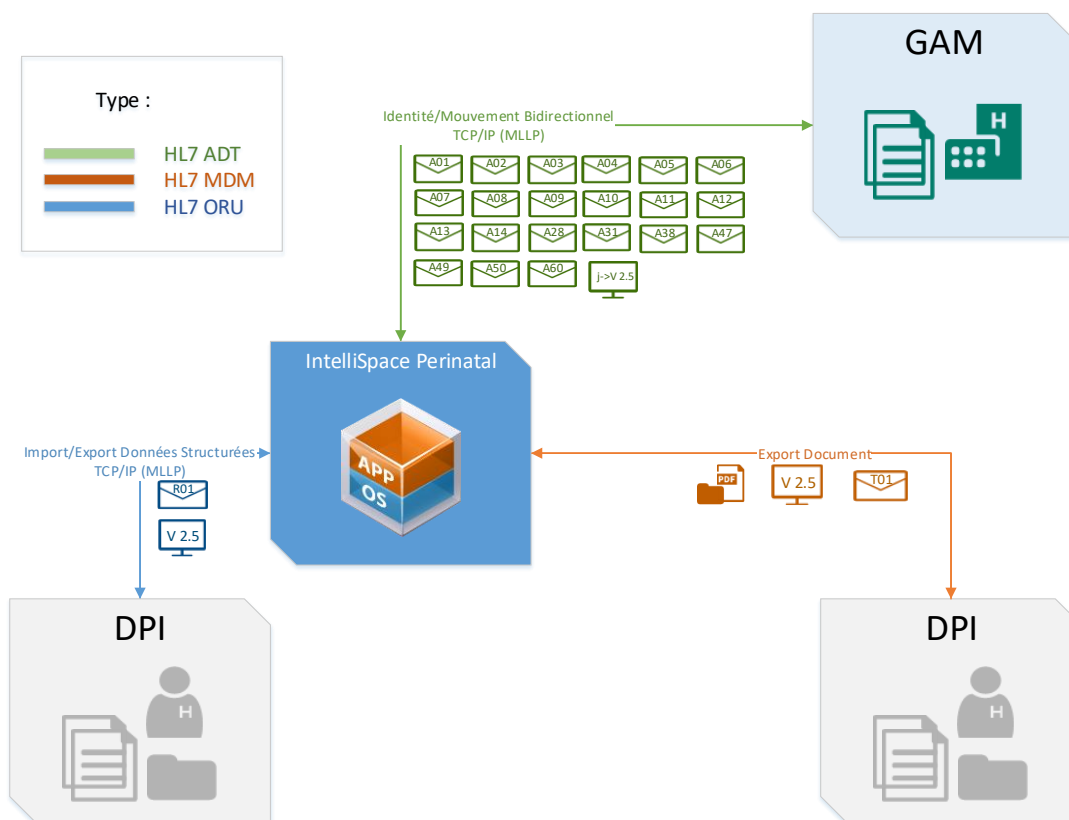 GAM
H
Type :
HL7 ADT
HL7 MDM
HL7 ORU
Identité/Mouvement Bidirectionnel
TCP/IP (MLLP)
A01 A02 A03 A04 A05 A06
A07 A08 A09 A10 A11 A12
A13 A14 A28 A31 A38 A47
A49 A50 A60 j->V 2.5
IntelliSpace Perinatal
APP
OS
Import/Export Données Structurées
TCP/IP (MLLP)
R01
V 2.5
Export Document
PDF V 2.5 T01
DPI
H
DPI
H